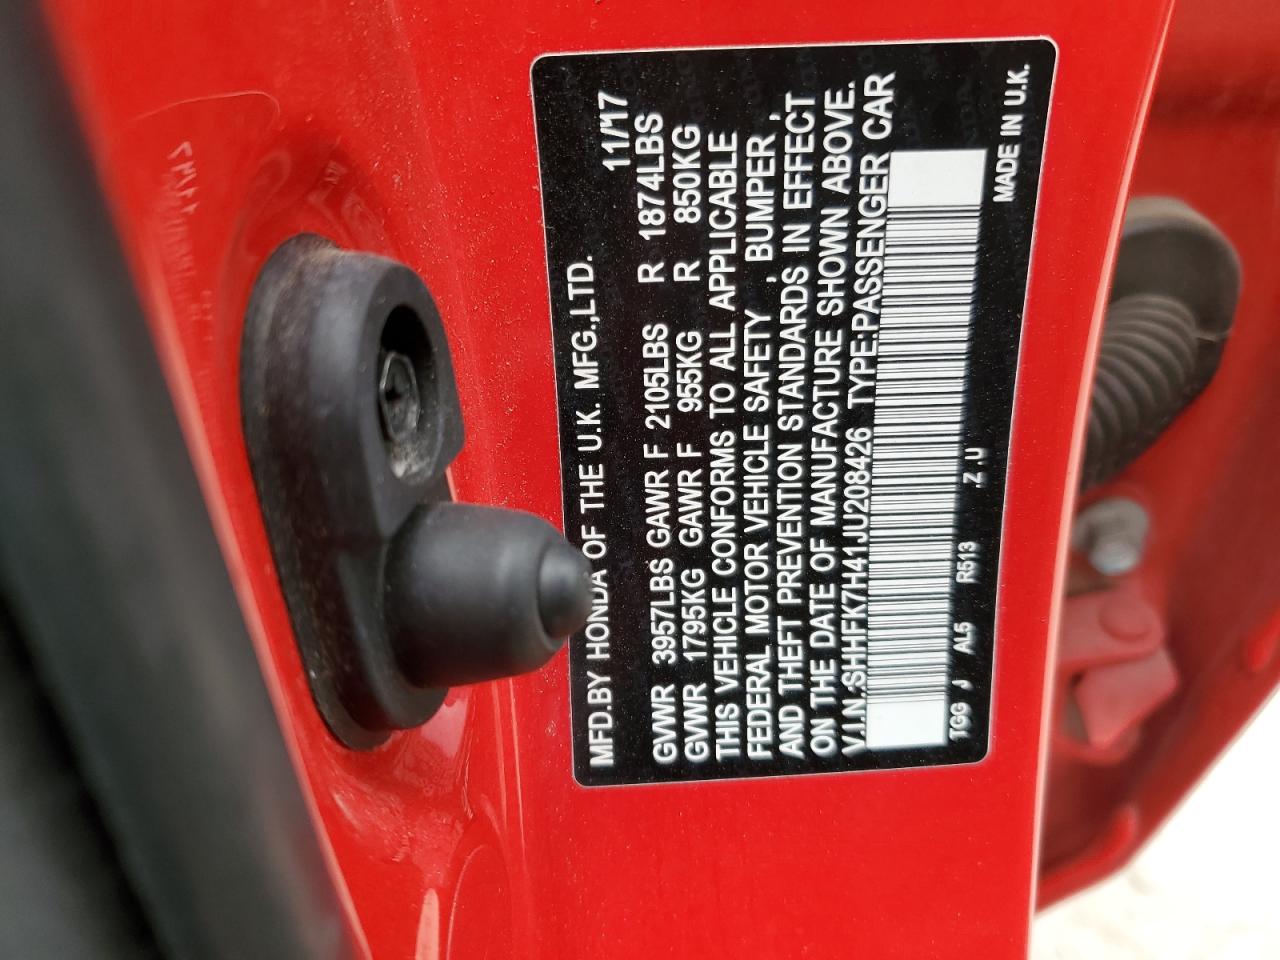 MFD.BY HONDA OF THE U.K. MFG.,LTD. 11/17
GVWR 3957LBS GAWR F 2105LBS R 1874LBS
GVWR 1795KG GAWR F 955KG R 850KG
THIS VEHICLE CONFORMS TO ALL APPLICABLE
FEDERAL MOTOR VEHICLE SAFETY , BUMPER ,
AND THEFT PREVENTION STANDARDS IN EFFECT
ON THE DATE OF MANUFACTURE SHOWN ABOVE.
V.I.N.:SHHFK7H41JU208426 TYPE:PASSENGER CAR
TGG J AL5 R513 Z.U
MADE IN U.K.